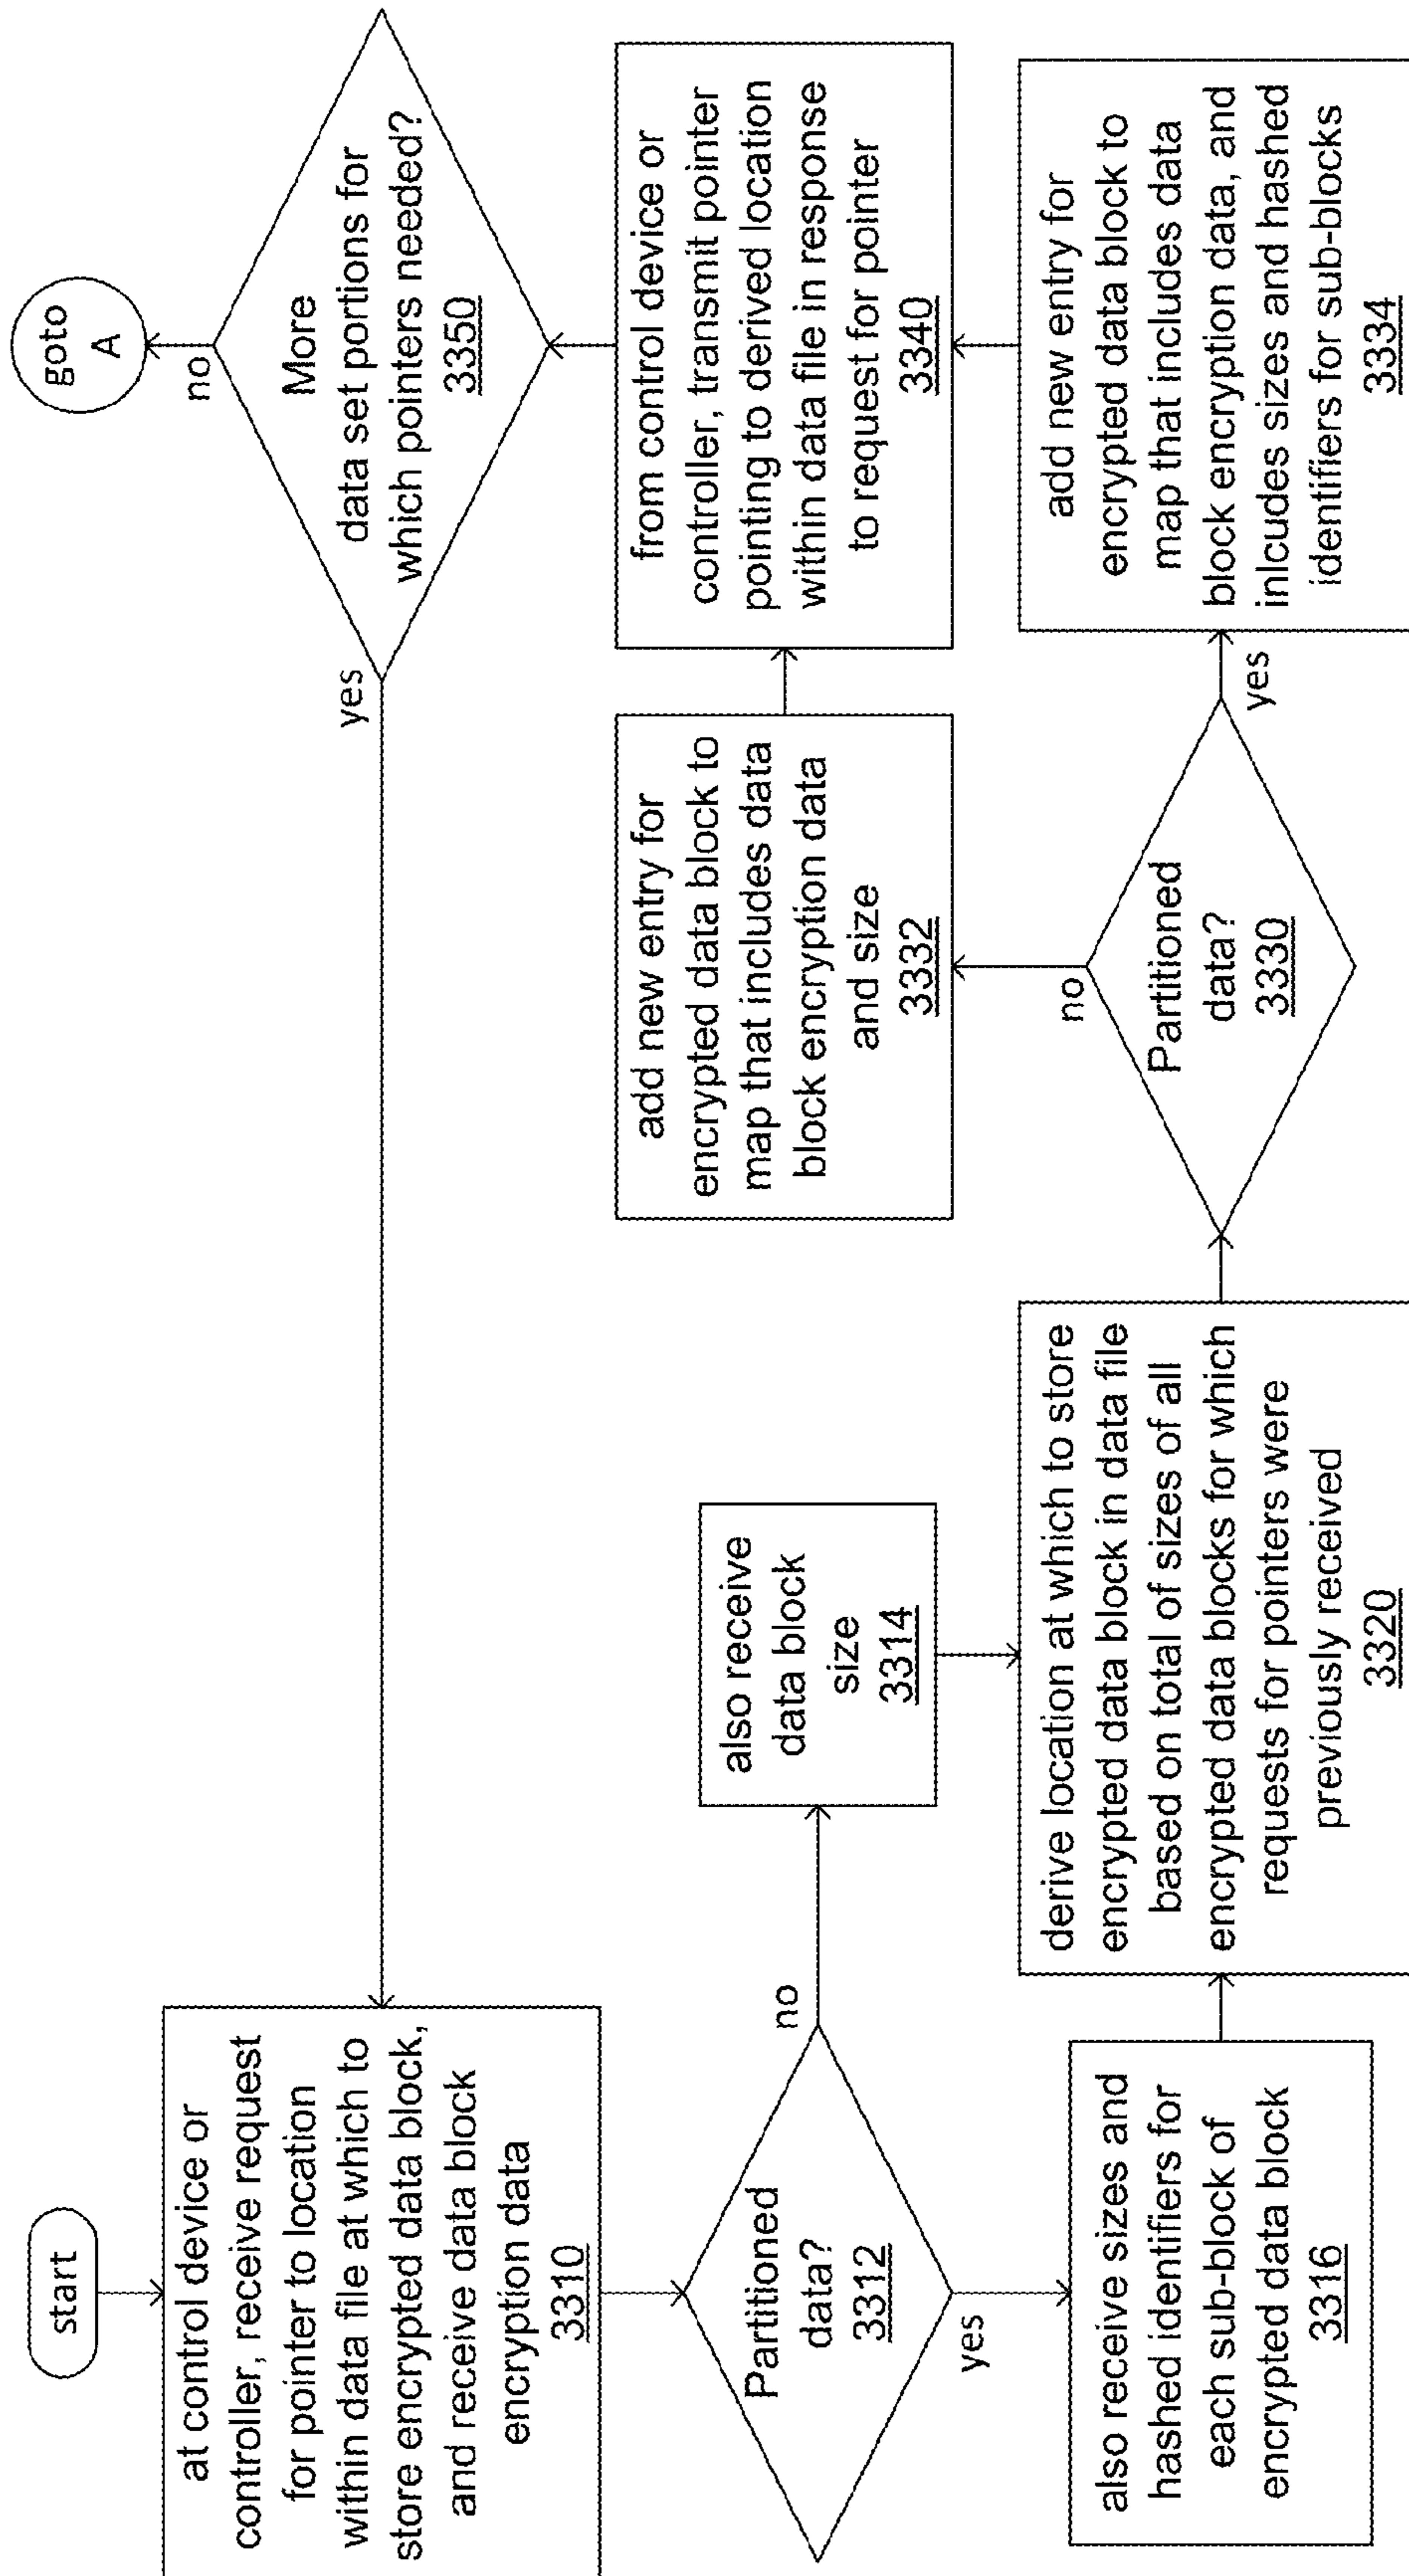 start
at control device or
controller, receive request
for pointer to location
within data file at which to
store encrypted data block,
and receive data block
encryption data
3310
Partitioned
data?
3312
no
yes
also receive
data block
size
3314
also receive sizes and
hashed identifiers for
each sub-block of
encrypted data block
3316
derive location at which to store
encrypted data block in data file
based on total of sizes of all
encrypted data blocks for which
requests for pointers were
previously received
3320
Partitioned
data?
3330
no
yes
add new entry for
encrypted data block to
map that includes data
block encryption data
and size
3332
add new entry for
encrypted data block to
map that includes data
block encryption data, and
inlcudes sizes and hashed
identifiers for sub-blocks
3334
from control device or
controller, transmit pointer
pointing to derived location
within data file in response
to request for pointer
3340
More
data set portions for
which pointers needed?
3350
yes
no
goto
A